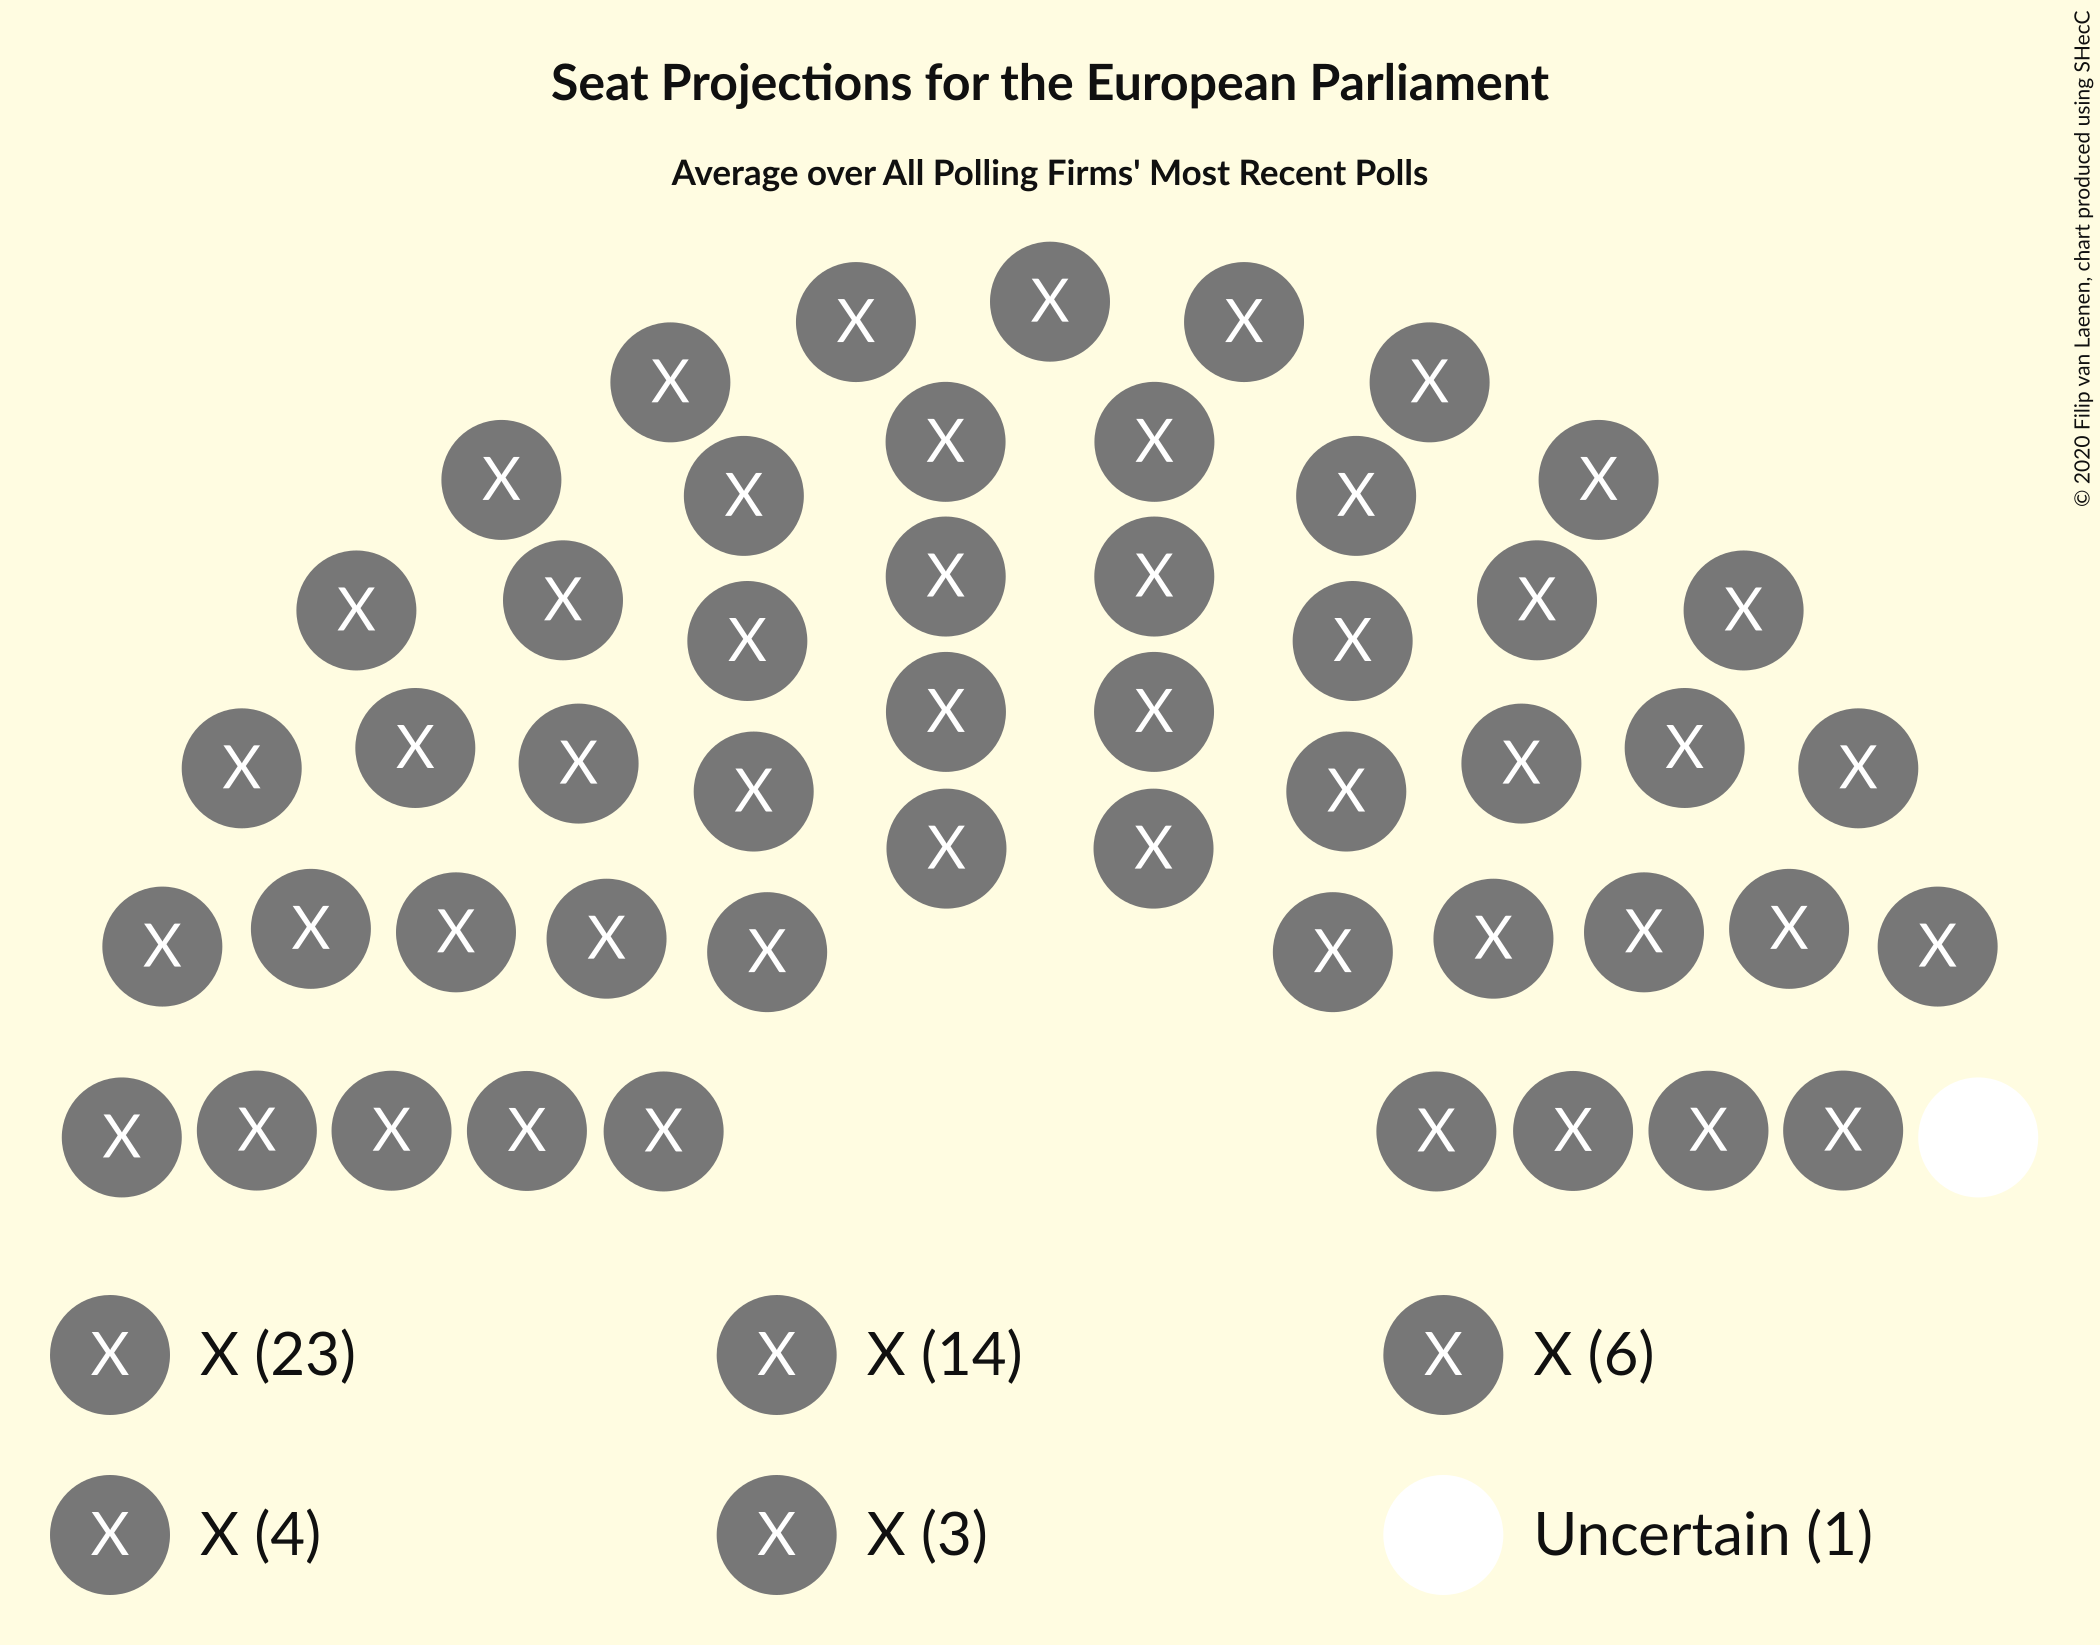 Seat Projections for the European Parliament
Average over All Polling Firms' Most Recent Polls
© 2020 Filip van Laenen, chart produced using SHecC
X X X
X X
X X
X X X X
X X X X X X
X X
X X
X X X X X X X X
X X
X X X X X X X X X X
X X X X X X X X X
X X (23) X X (14) X X (6)
X X (4) X X (3) Uncertain (1)